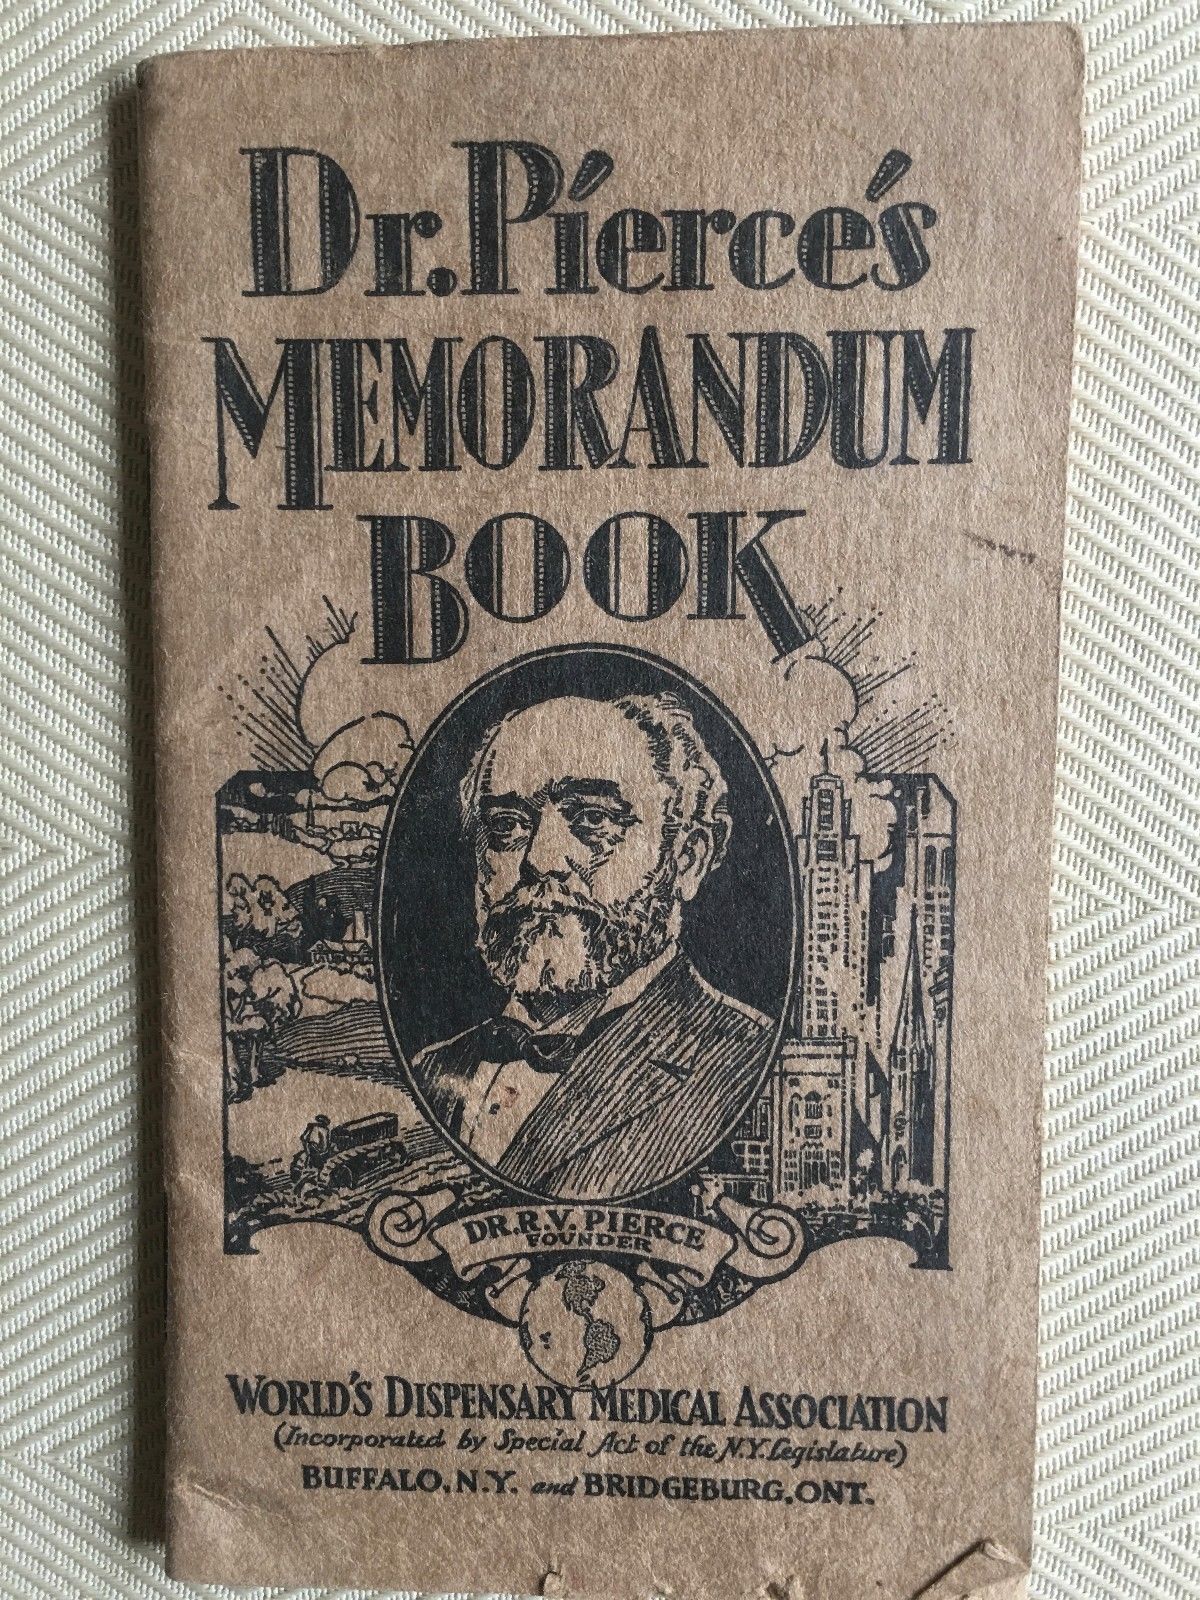 Dr. Pierce's
MEMORANDUM
BOOK
DR. R. V. PIERCE
FOUNDER
WORLD'S DISPENSARY MEDICAL ASSOCIATION
(Incorporated by Special Act of the N.Y. Legislature)
BUFFALO, N.Y. and BRIDGEBURG, ONT.